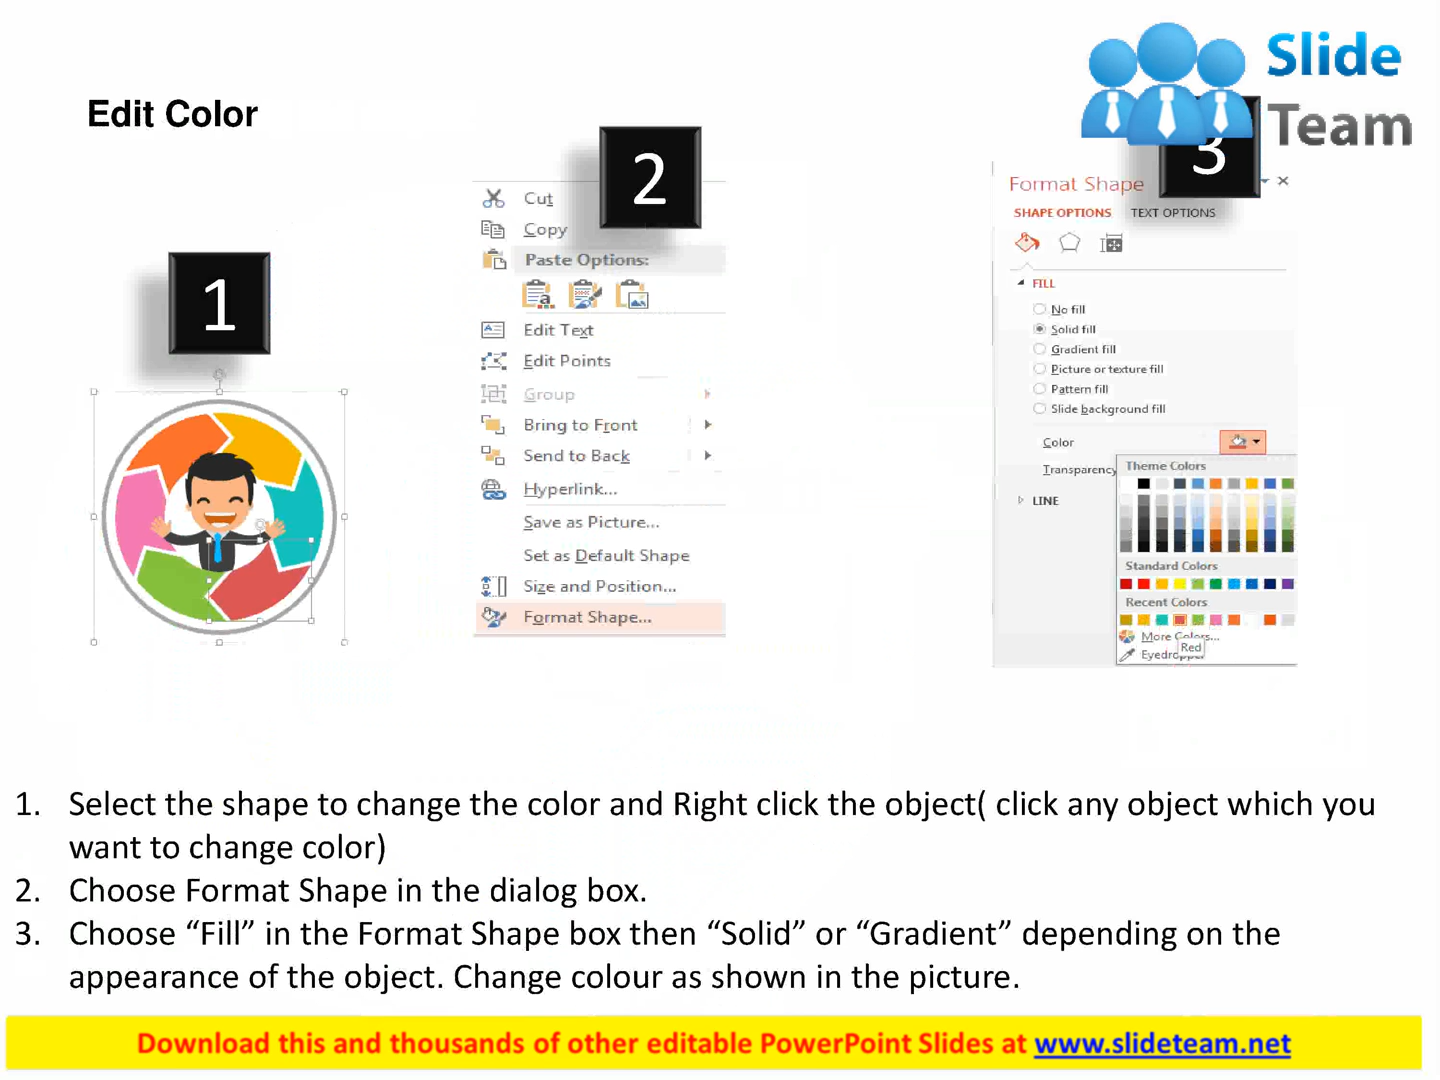 Slide
Team
Edit Color
1
2
3
Cut
Copy
Paste Options:
Edit Text
Edit Points
Group
Bring to Front
Send to Back
Hyperlink...
Save as Picture...
Set as Default Shape
Size and Position...
Format Shape...
Format Shape
SHAPE OPTIONS TEXT OPTIONS
FILL
No fill
Solid fill
Gradient fill
Picture or texture fill
Pattern fill
Slide background fill
Color
Transparency
LINE
Theme Colors
Standard Colors
Recent Colors
More Colors...
Red
1. Select the shape to change the color and Right click the object( click any object which you
want to change color)
2. Choose Format Shape in the dialog box.
3. Choose “Fill” in the Format Shape box then “Solid” or “Gradient” depending on the
appearance of the object. Change colour as shown in the picture.
Download this and thousands of other editable PowerPoint Slides at www.slideteam.net